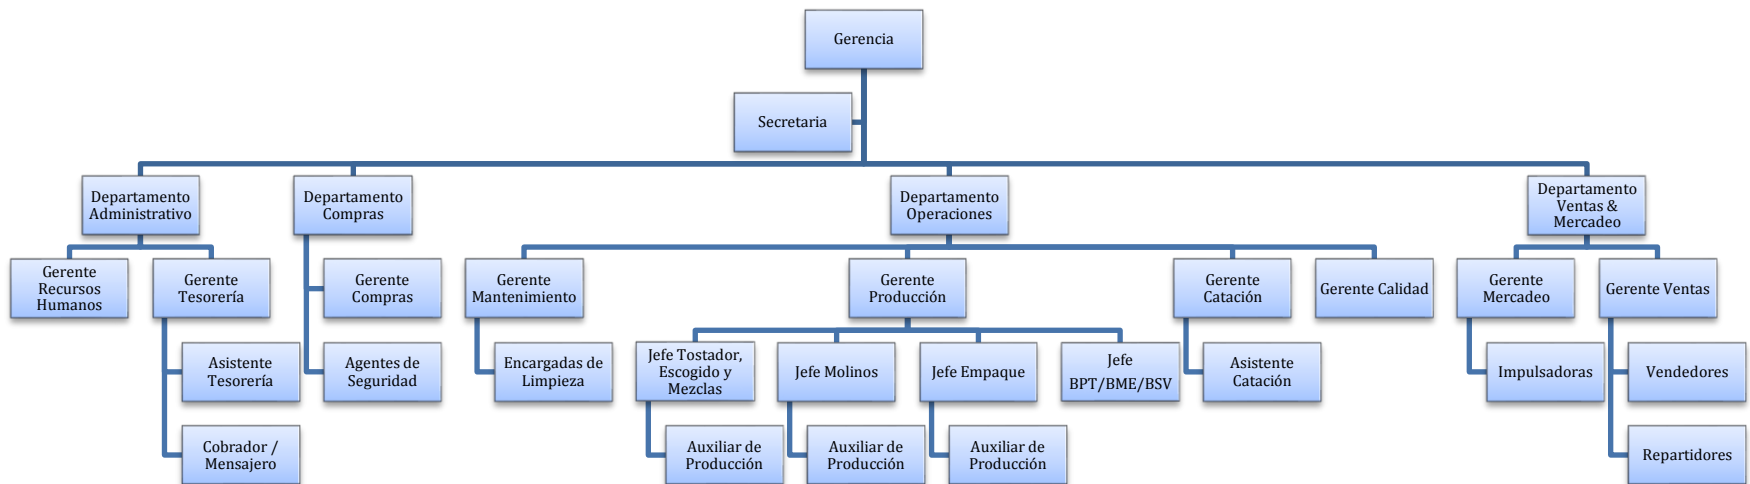 Gerencia
Secretaria
Departamento
Administrativo
Departamento
Compras
Departamento
Operaciones
Departamento
Ventas &
Mercadeo
Gerente
Recursos
Humanos
Gerente
Tesorería
Gerente
Compras
Gerente
Mantenimiento
Gerente
Producción
Gerente
Catación
Gerente Calidad
Gerente
Mercadeo
Gerente Ventas
Asistente
Tesorería
Agentes de
Seguridad
Encargadas de
Limpieza
Jefe Tostador,
Escogido y
Mezclas
Jefe Molinos
Jefe Empaque
Jefe
BPT/BME/BSV
Asistente
Catación
Impulsadoras
Vendedores
Cobrador /
Mensajero
Auxiliar de
Producción
Auxiliar de
Producción
Auxiliar de
Producción
Repartidores